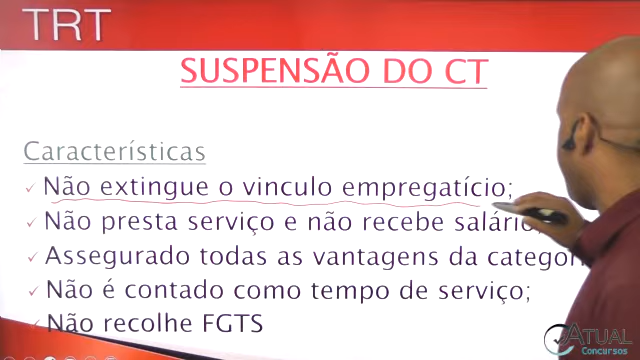 TRT
SUSPENSÃO DO CT
Características
Não extingue o vinculo empregatício;
Não presta serviço e não recebe salário;
Assegurado todas as vantagens da
Não é contado como tempo de serviço;
Não recolhe FGTS
ATUAL
Concursos